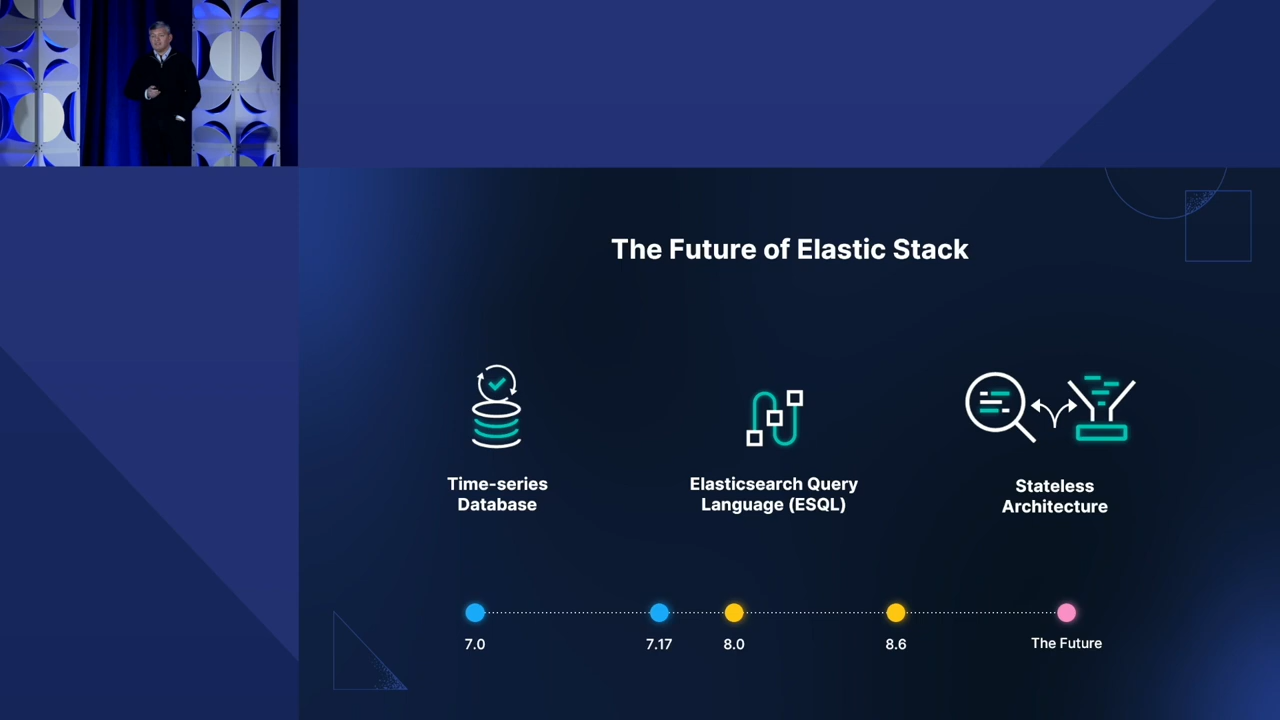 The Future of Elastic Stack
Time-series
Database
Elasticsearch Query
Language (ESQL)
Stateless
Architecture
7.0
7.17
8.0
8.6
The Future